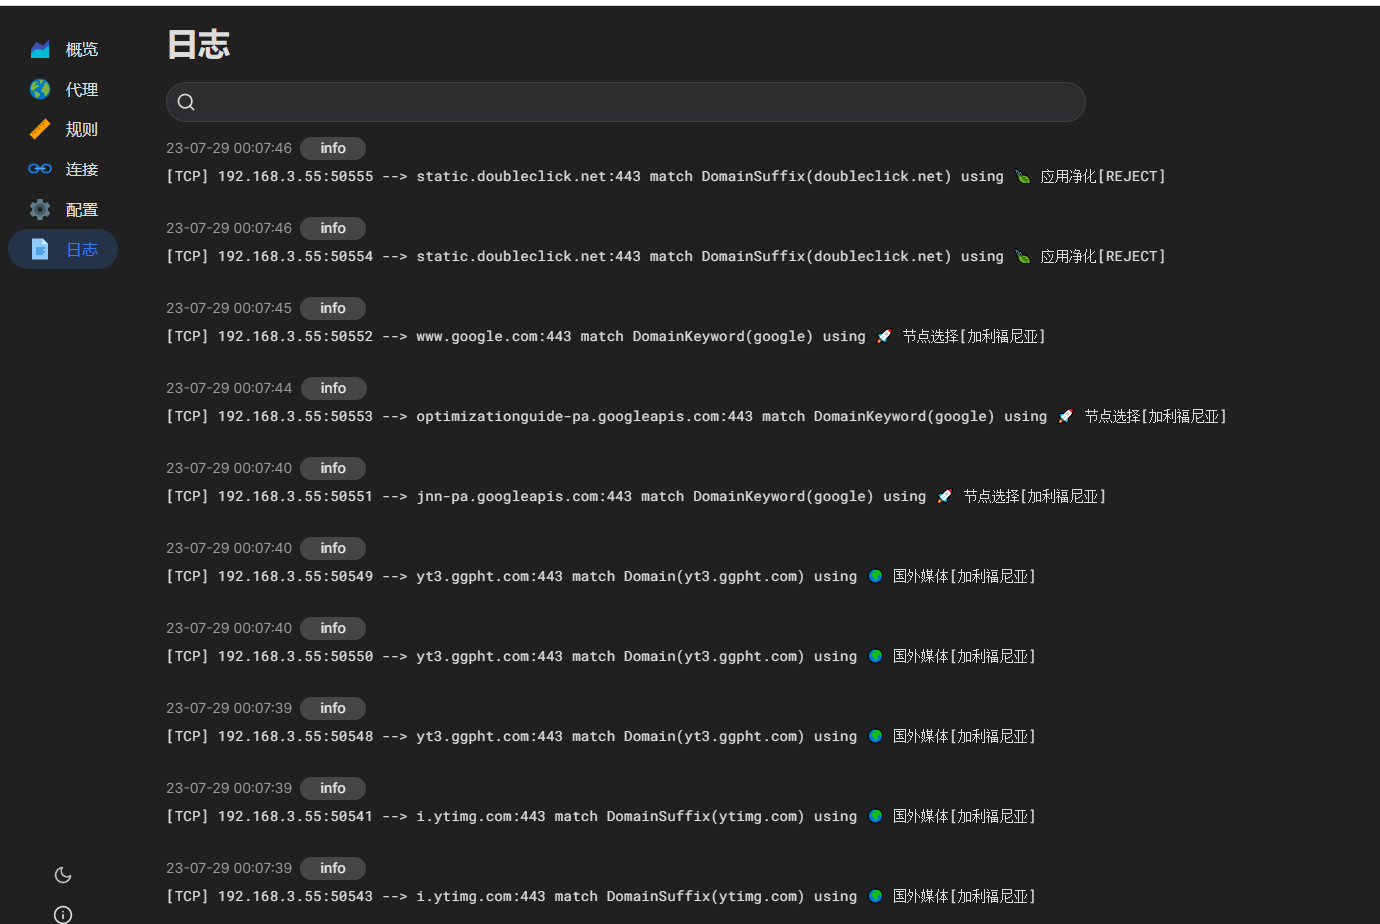 日志
概览
代理
规则
连接
配置
日志
23-07-29 00:07:46 info
[TCP] 192.168.3.55:50555 --> static.doubleclick.net:443 match DomainSuffix(doubleclick.net) using 🍃 应用净化[REJECT]
23-07-29 00:07:46 info
[TCP] 192.168.3.55:50554 --> static.doubleclick.net:443 match DomainSuffix(doubleclick.net) using 🍃 应用净化[REJECT]
23-07-29 00:07:45 info
[TCP] 192.168.3.55:50552 --> www.google.com:443 match DomainKeyword(google) using 🚀 节点选择[加利福尼亚]
23-07-29 00:07:44 info
[TCP] 192.168.3.55:50553 --> optimizationguide-pa.googleapis.com:443 match DomainKeyword(google) using 🚀 节点选择[加利福尼亚]
23-07-29 00:07:40 info
[TCP] 192.168.3.55:50551 --> jnn-pa.googleapis.com:443 match DomainKeyword(google) using 🚀 节点选择[加利福尼亚]
23-07-29 00:07:40 info
[TCP] 192.168.3.55:50549 --> yt3.ggpht.com:443 match Domain(yt3.ggpht.com) using 🌍 国外媒体[加利福尼亚]
23-07-29 00:07:40 info
[TCP] 192.168.3.55:50550 --> yt3.ggpht.com:443 match Domain(yt3.ggpht.com) using 🌍 国外媒体[加利福尼亚]
23-07-29 00:07:39 info
[TCP] 192.168.3.55:50548 --> yt3.ggpht.com:443 match Domain(yt3.ggpht.com) using 🌍 国外媒体[加利福尼亚]
23-07-29 00:07:39 info
[TCP] 192.168.3.55:50541 --> i.ytimg.com:443 match DomainSuffix(ytimg.com) using 🌍 国外媒体[加利福尼亚]
23-07-29 00:07:39 info
[TCP] 192.168.3.55:50543 --> i.ytimg.com:443 match DomainSuffix(ytimg.com) using 🌍 国外媒体[加利福尼亚]